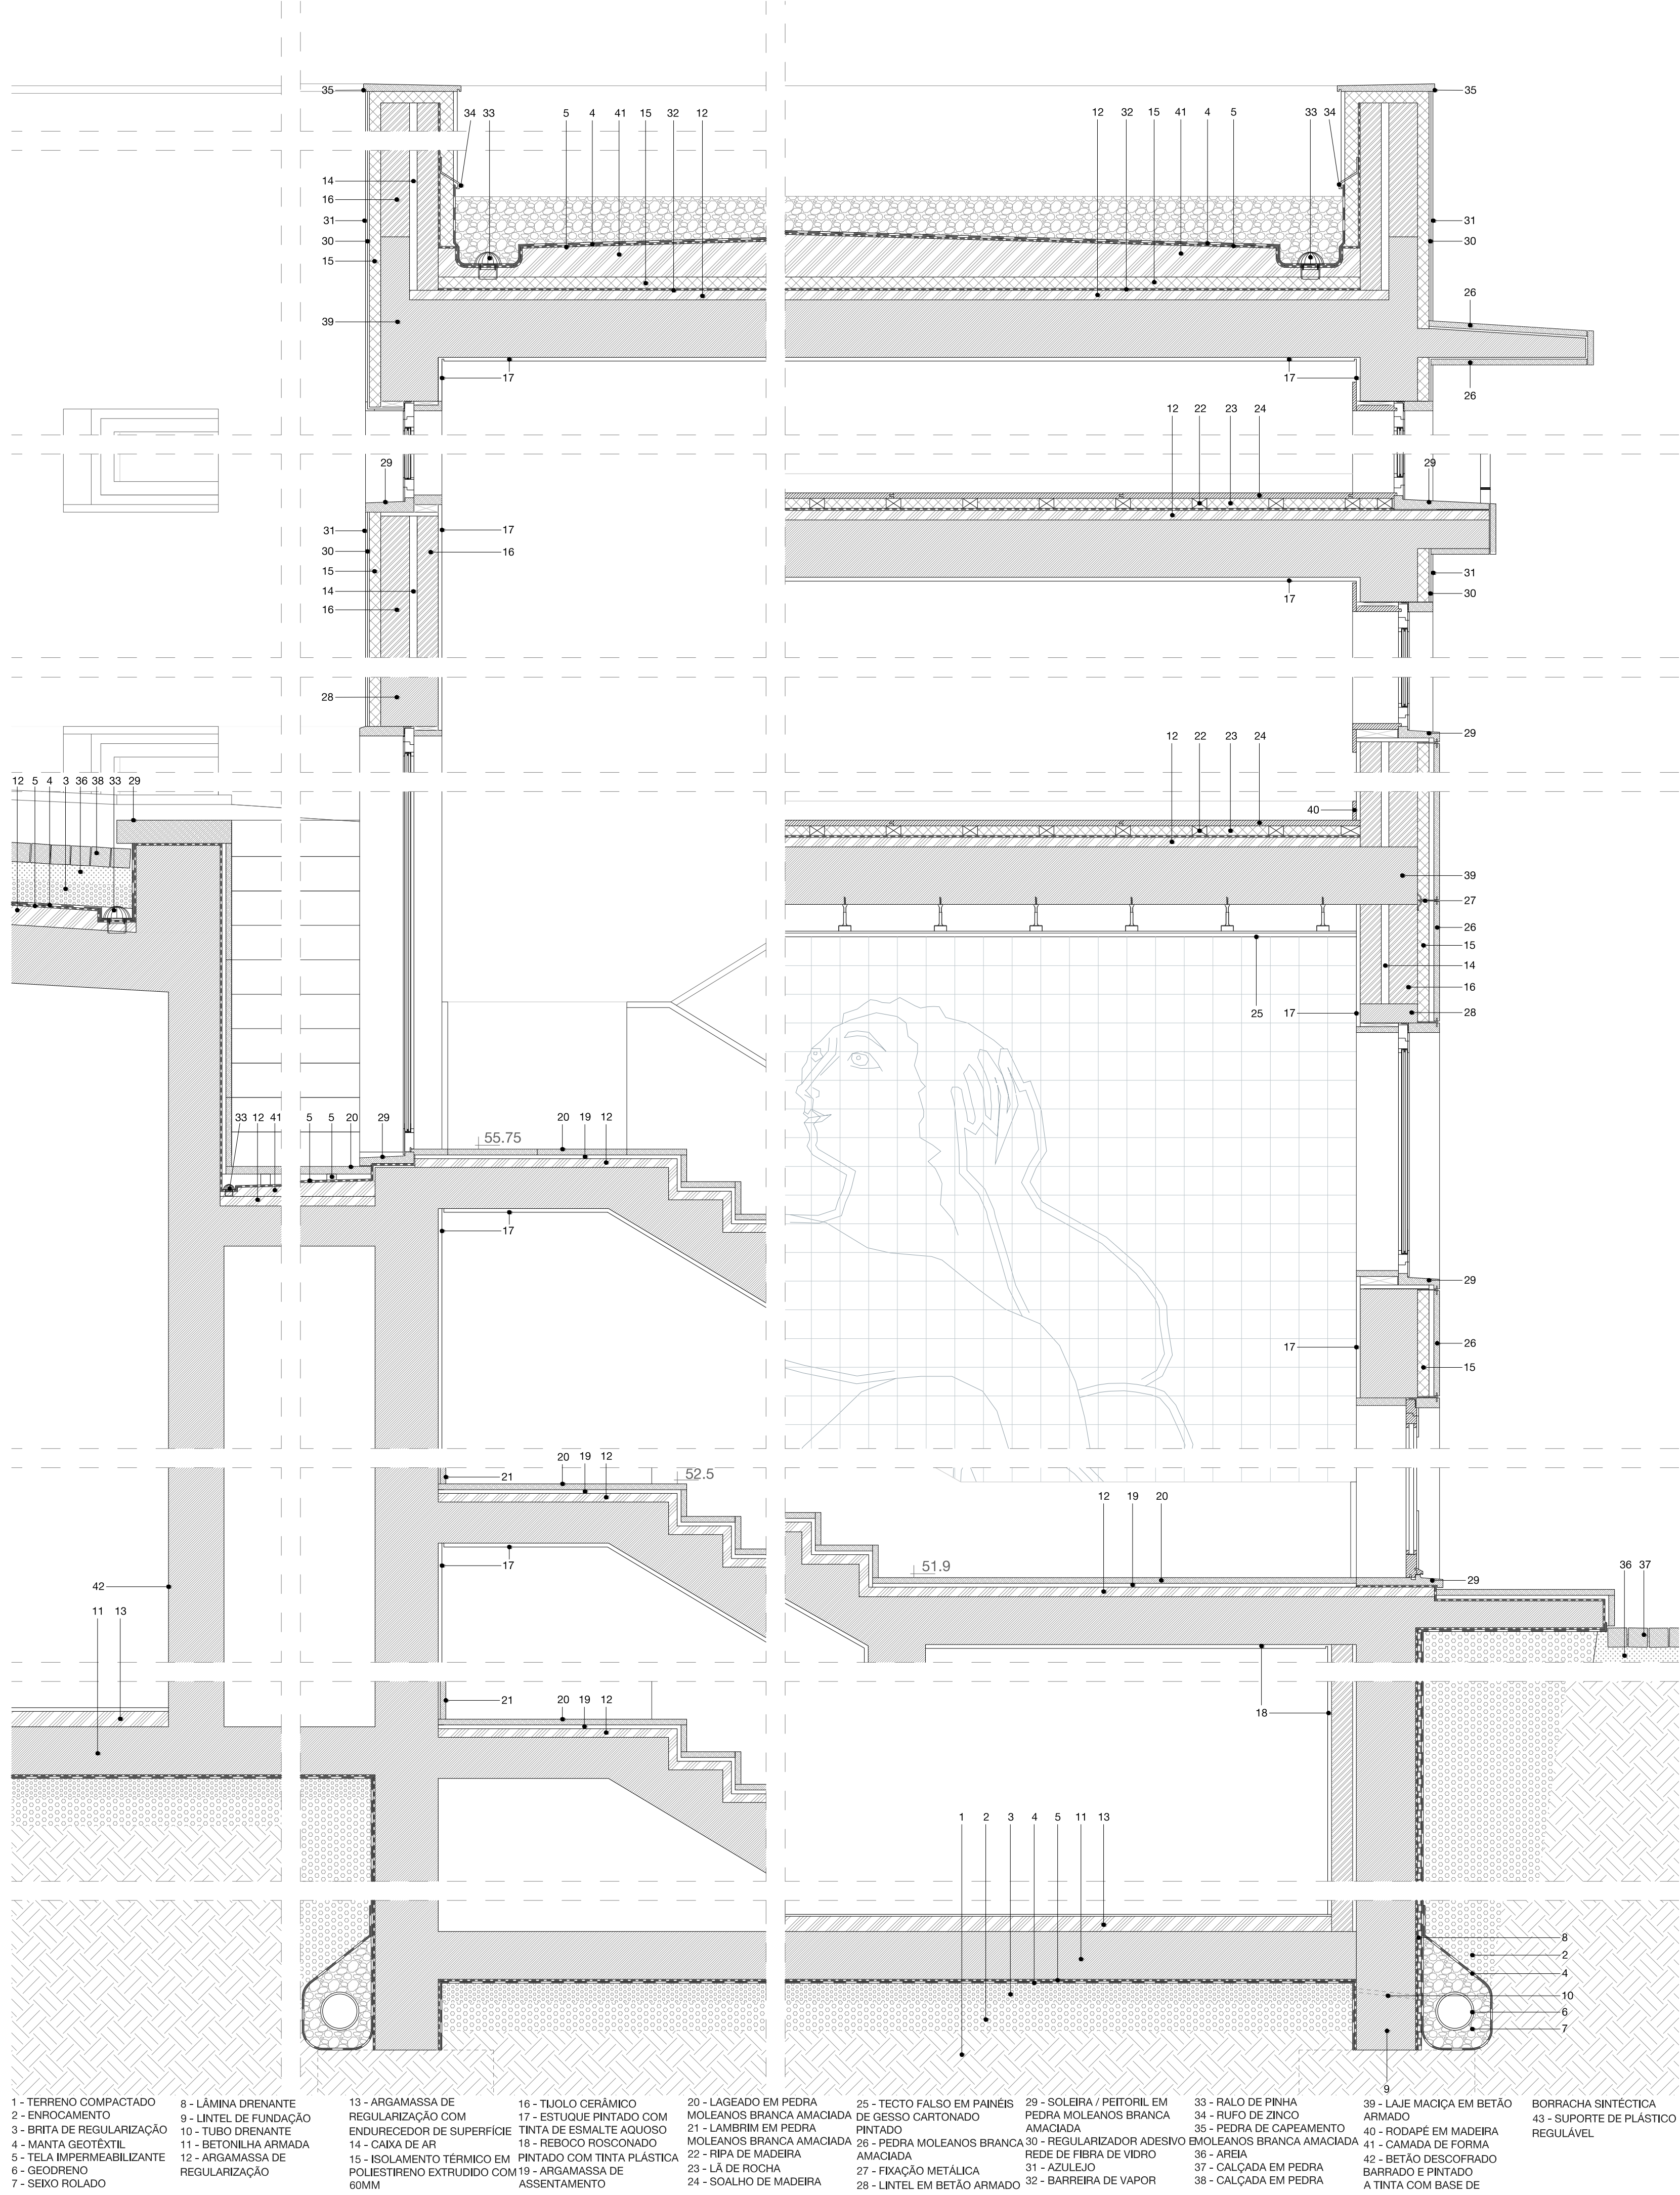 35 35
34 33 5 4 41 15 32 12 12 32 15 41 4 5 33 34
14
16
31 31
30 30
15
26
39
17 17
26
12 22 23 24
29 29
31 17
30 16
15 31
14 30
16 17
28
29
12 22 23 24
12 5 4 3 36 38 33 29
40
39
27
26
15
14
16
25 17 28
33 12 41 5 5 20 29 55.75 20 19 12
17
17
29
26
17
15
20 19 12
21 52.5
12 19 20
17
17
51.9
29
36 37
42
11 13
21 20 19 12
18
1 2 3 4 5 11 13
8
2
4
10
6
7
9
1 - TERRENO COMPACTADO
2 - ENROCAMENTO
3 - BRITA DE REGULARIZAÇÃO
4 - MANTA GEOTÊXTIL
5 - TELA IMPERMEABILIZANTE
6 - GEODRENO
7 - SEIXO ROLADO
8 - LÂMINA DRENANTE
9 - LINTEL DE FUNDAÇÃO
10 - TUBO DRENANTE
11 - BETONILHA ARMADA
12 - ARGAMASSA DE
REGULARIZAÇÃO
13 - ARGAMASSA DE
REGULARIZAÇÃO COM
ENDURECEDOR DE SUPERFÍCIE
14 - CAIXA DE AR
15 - ISOLAMENTO TÉRMICO EM
POLIESTIRENO EXTRUDIDO COM
60MM
16 - TIJOLO CERÂMICO
17 - ESTUQUE PINTADO COM
TINTA DE ESMALTE AQUOSO
18 - REBOCO ROSCONADO
PINTADO COM TINTA PLÁSTICA
19 - ARGAMASSA DE
ASSENTAMENTO
20 - LAGEADO EM PEDRA
MOLEANOS BRANCA AMACIADA
21 - LAMBRIM EM PEDRA
MOLEANOS BRANCA AMACIADA
22 - RIPA DE MADEIRA
23 - LÃ DE ROCHA
24 - SOALHO DE MADEIRA
25 - TECTO FALSO EM PAINÉIS
DE GESSO CARTONADO
PINTADO
26 - PEDRA MOLEANOS BRANCA
AMACIADA
27 - FIXAÇÃO METÁLICA
28 - LINTEL EM BETÃO ARMADO
29 - SOLEIRA / PEITORIL EM
PEDRA MOLEANOS BRANCA
AMACIADA
30 - REGULARIZADOR ADESIVO E
REDE DE FIBRA DE VIDRO
31 - AZULEJO
32 - BARREIRA DE VAPOR
33 - RALO DE PINHA
34 - RUFO DE ZINCO
35 - PEDRA DE CAPEAMENTO
MOLEANOS BRANCA AMACIADA
36 - AREIA
37 - CALÇADA EM PEDRA
38 - CALÇADA EM PEDRA
39 - LAJE MACIÇA EM BETÃO
ARMADO
40 - RODAPÉ EM MADEIRA
41 - CAMADA DE FORMA
42 - BETÃO DESCOFRADO
BARRADO E PINTADO
A TINTA COM BASE DE
BORRACHA SINTÉCTICA
43 - SUPORTE DE PLÁSTICO
REGULÁVEL